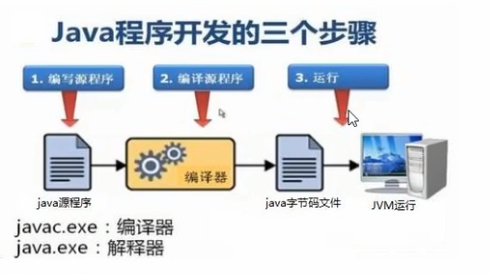 Java程序开发的三个步骤
1. 编写源程序
2. 编译源程序
3. 运行
编译器
java源程序
java字节码文件
JVM运行
javac.exe：编译器
java.exe：解释器